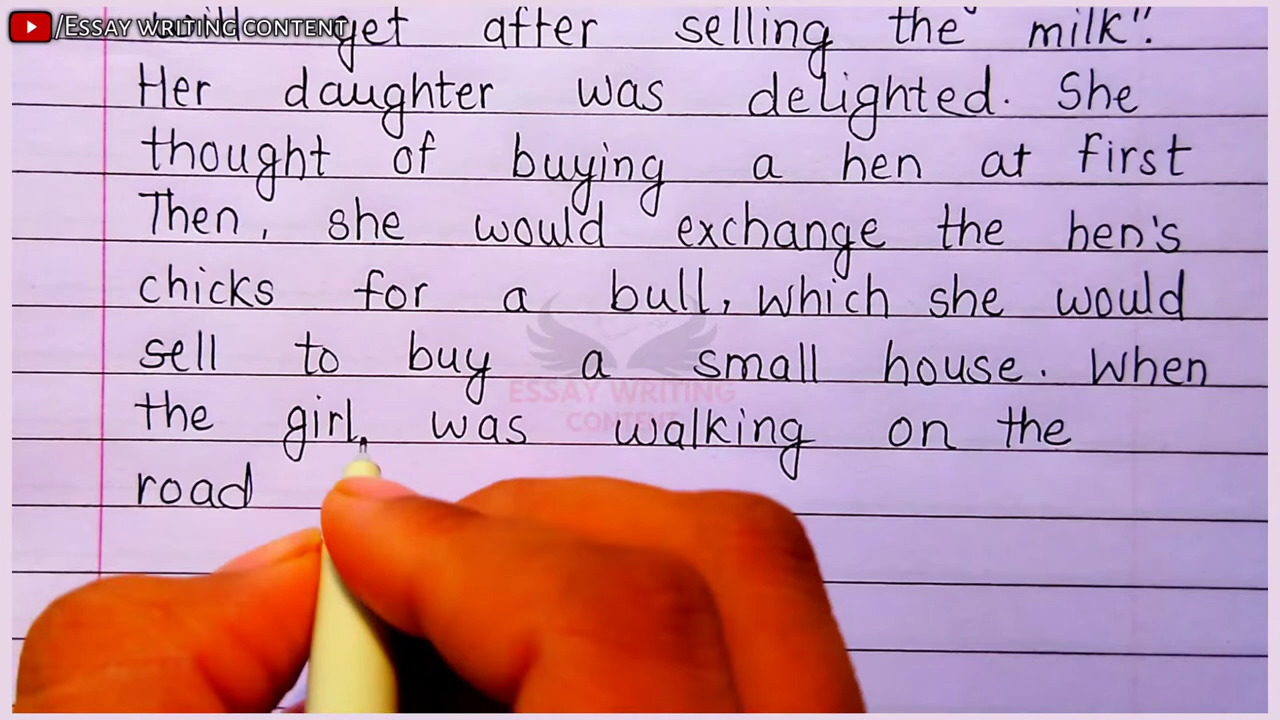 /ESSAY WRITING CONTENT
get after selling the milk".
Her daughter was delighted. She
thought of buying a hen at first
Then, she would exchange the hen's
chicks for a bull, which she would
sell to buy a small house. When
the girl was walking on the
road
ESSAY WRITING
CONTENT